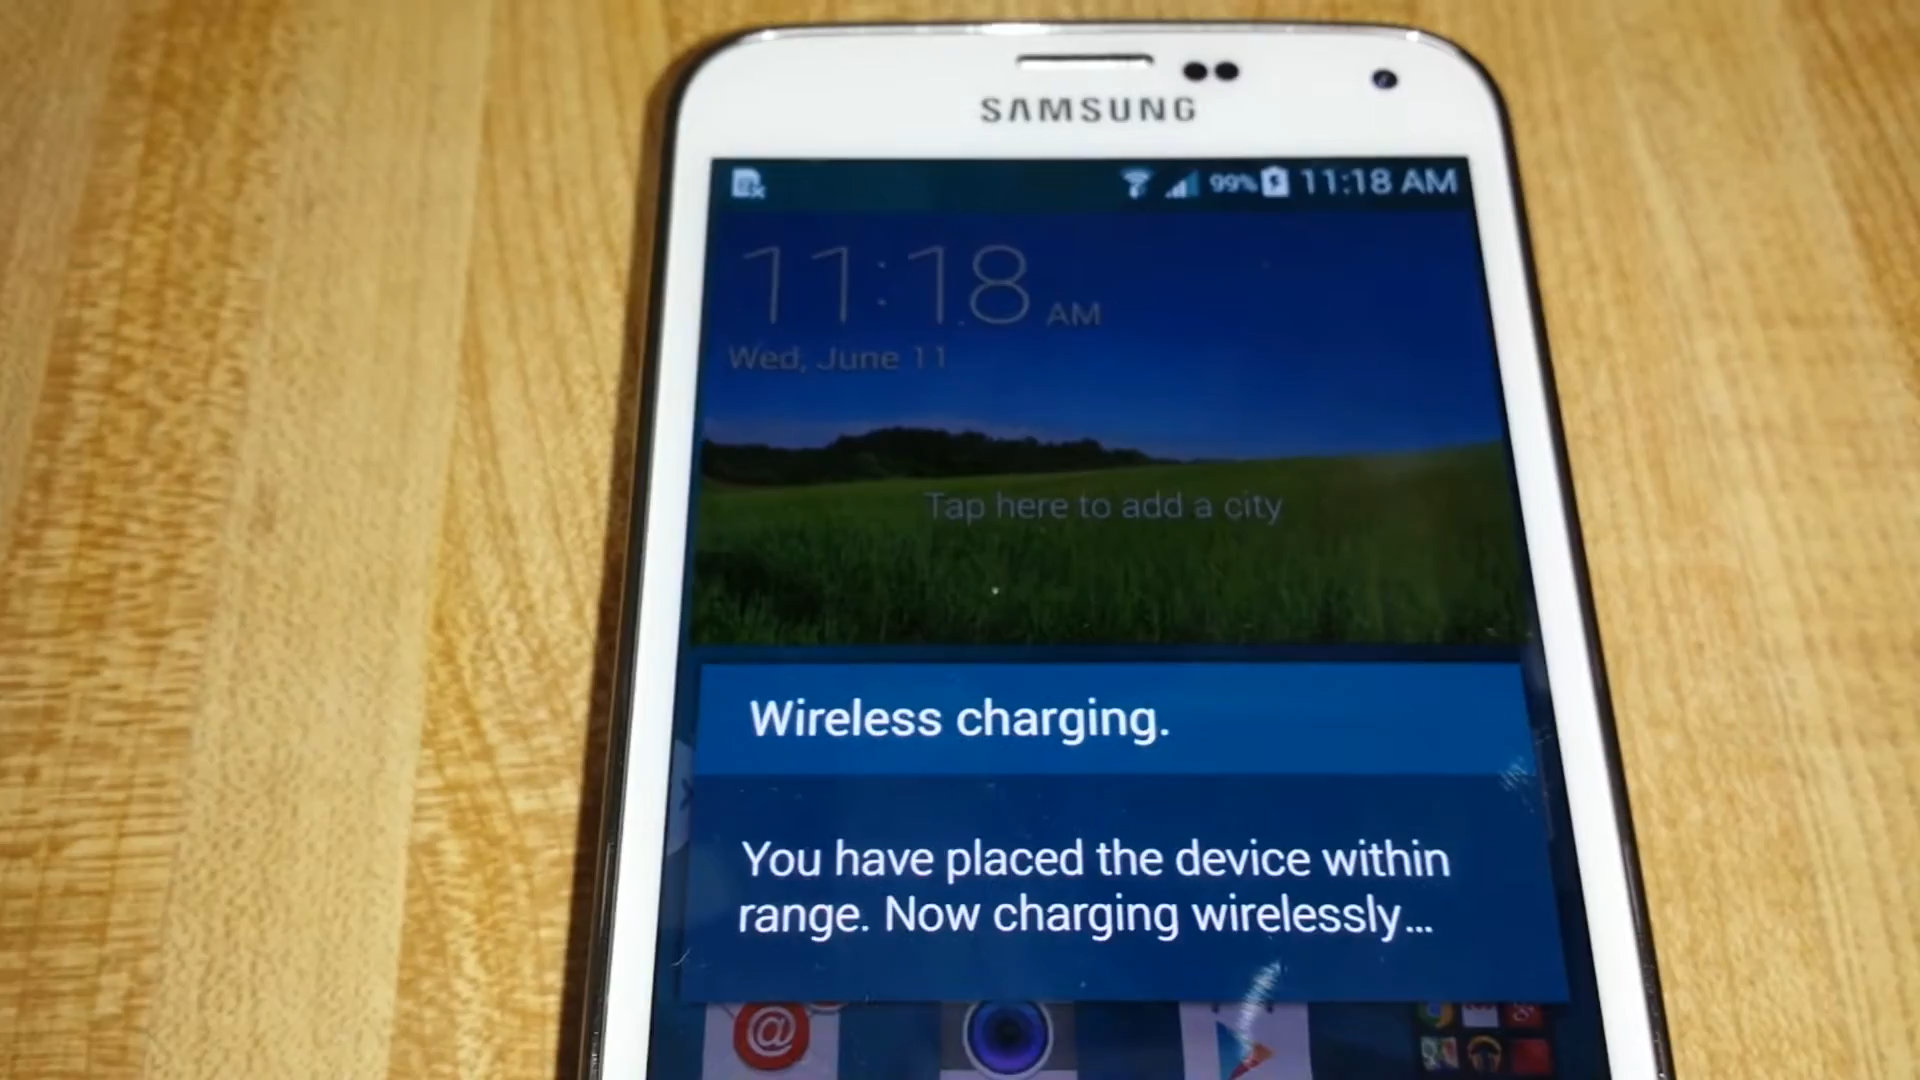 SAMSUNG
99% 11:18 AM
11:18 AM
Wed, June 11
Tap here to add a city
Wireless charging.
You have placed the device within
range. Now charging wirelessly...
@